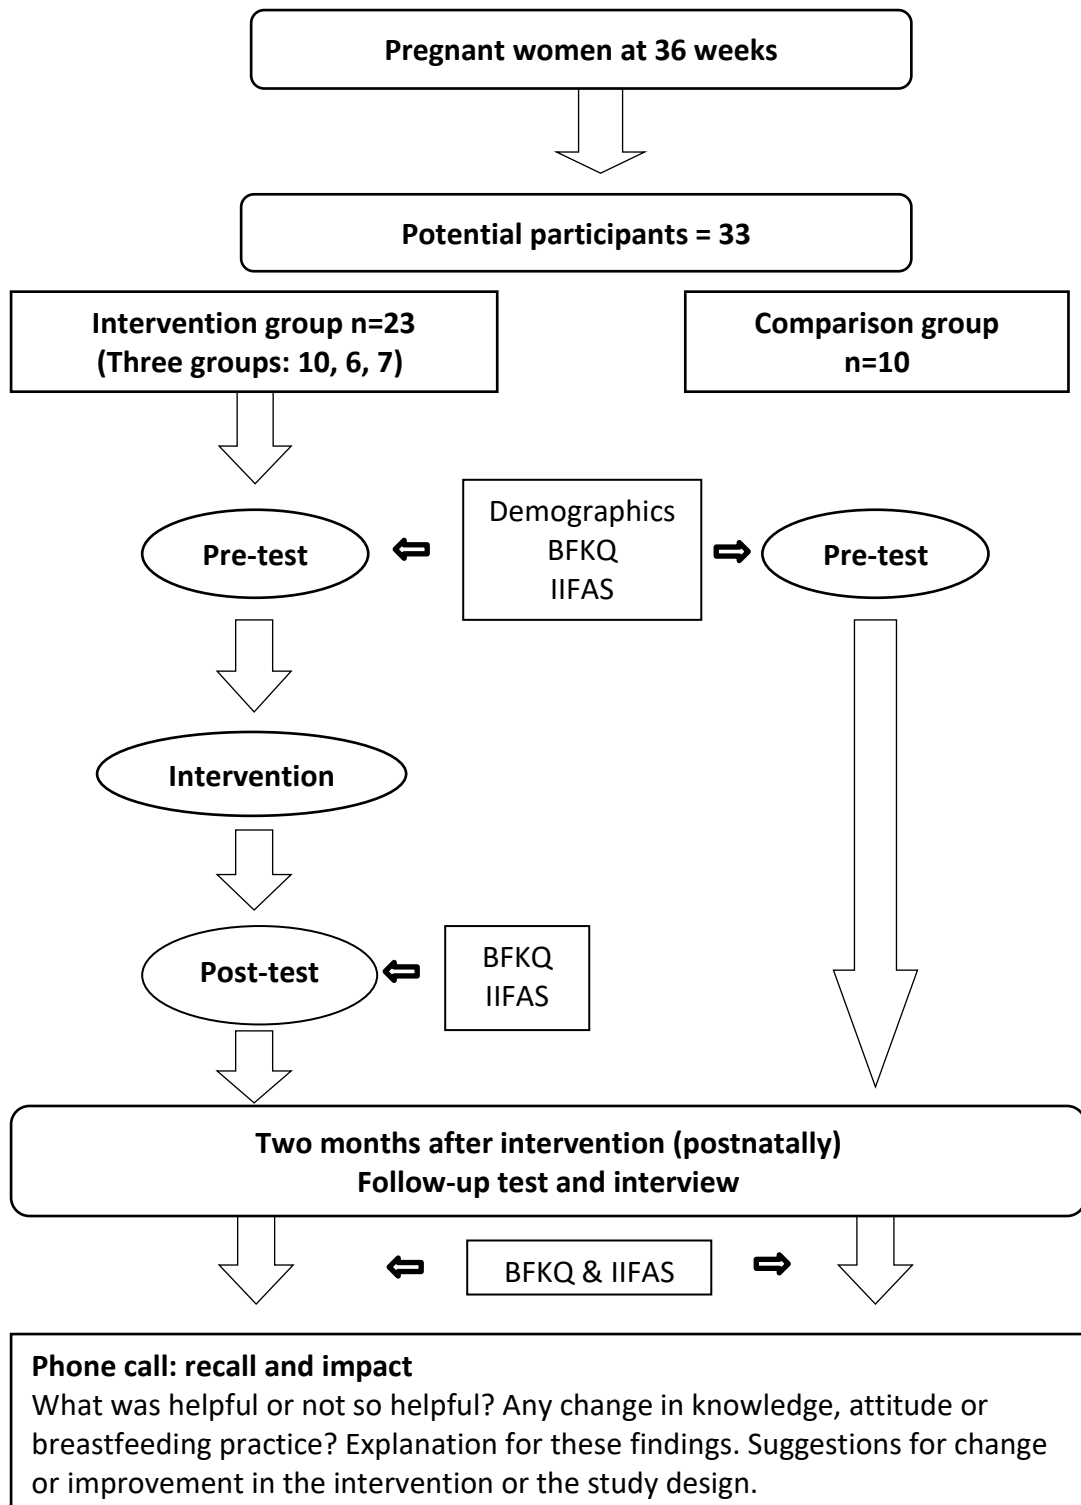 Pregnant women at 36 weeks
Potential participants = 33
Intervention group n=23
(Three groups: 10, 6, 7)
Comparison group
n=10
Demographics
BFKQ
IIFAS
Pre-test
Pre-test
Intervention
Post-test
BFKQ
IIFAS
Two months after intervention (postnatally)
Follow-up test and interview
BFKQ & IIFAS
Phone call: recall and impact
What was helpful or not so helpful? Any change in knowledge, attitude or
breastfeeding practice? Explanation for these findings. Suggestions for change
or improvement in the intervention or the study design.